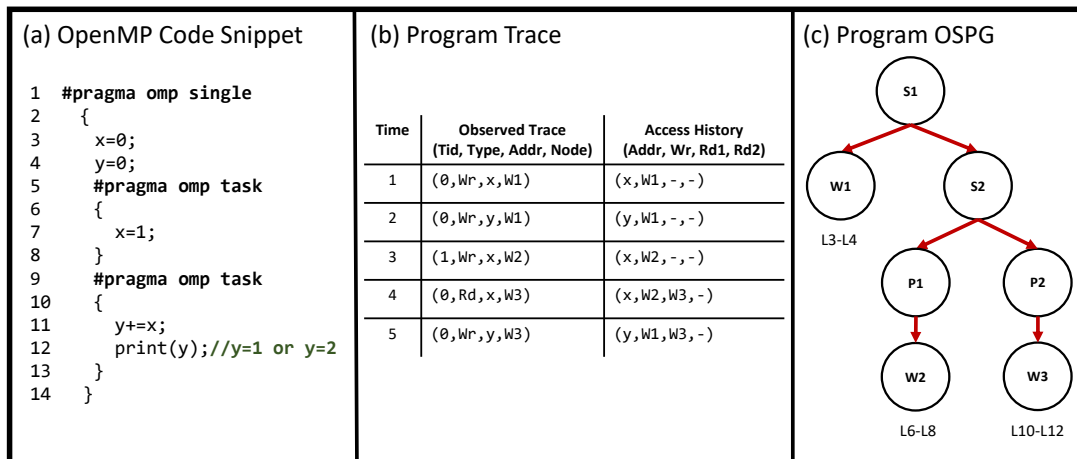 (a) OpenMP Code Snippet
1 #pragma omp single
2 {
3 x=0;
4 y=0;
5 #pragma omp task
6 {
7 x=1;
8 }
9 #pragma omp task
10 {
11 y+=x;
12 print(y);//y=1 or y=2
13 }
14 }
(b) Program Trace
Time Observed Trace (Tid, Type, Addr, Node) Access History (Addr, Wr, Rd1, Rd2)
1 (0,Wr,x,W1) (x,W1,-,-)
2 (0,Wr,y,W1) (y,W1,-,-)
3 (1,Wr,x,W2) (x,W2,-,-)
4 (0,Rd,x,W3) (x,W2,W3,-)
5 (0,Wr,y,W3) (y,W1,W3,-)
(c) Program OSPG
S1
W1 S2
L3-L4
P1 P2
W2 W3
L6-L8 L10-L12